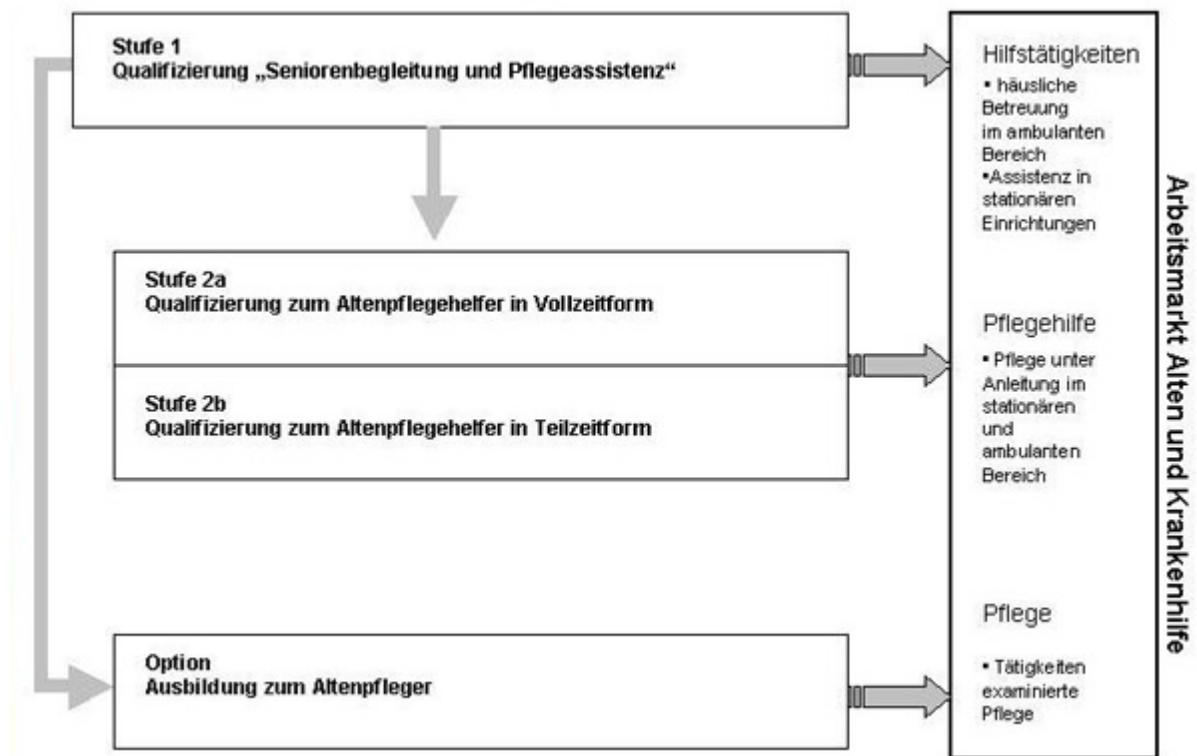 Stufe 1
Qualifizierung „Seniorenbegleitung und Pflegeassistenz“
Hilfstätigkeiten
▪ häusliche
Betreuung
im ambulanten
Bereich
▪Assistenz in
stationären
Einrichtungen
Stufe 2a
Qualifizierung zum Altenpflegehelfer in Vollzeitform
Stufe 2b
Qualifizierung zum Altenpflegehelfer in Teilzeitform
Pflegehilfe
▪ Pflege unter
Anleitung im
stationären
und
ambulanten
Bereich
Option
Ausbildung zum Altenpfleger
Pflege
▪ Tätigkeiten
examinierte
Pflege
Arbeitsmarkt Alten und Krankenhilfe